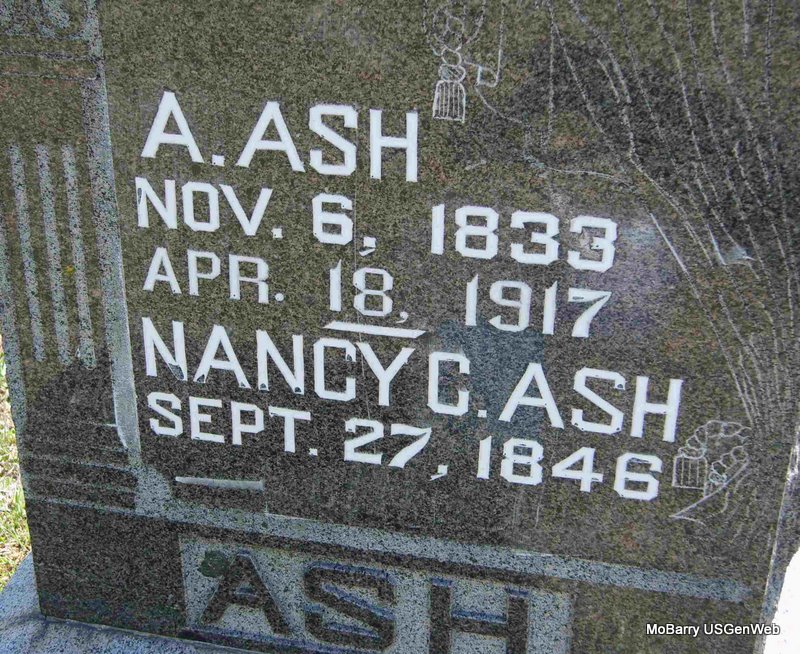 A. ASH
NOV. 6, 1833
APR. 18, 1917
NANCY C. ASH
SEPT. 27, 1846
ASH
MoBarry USGenWeb